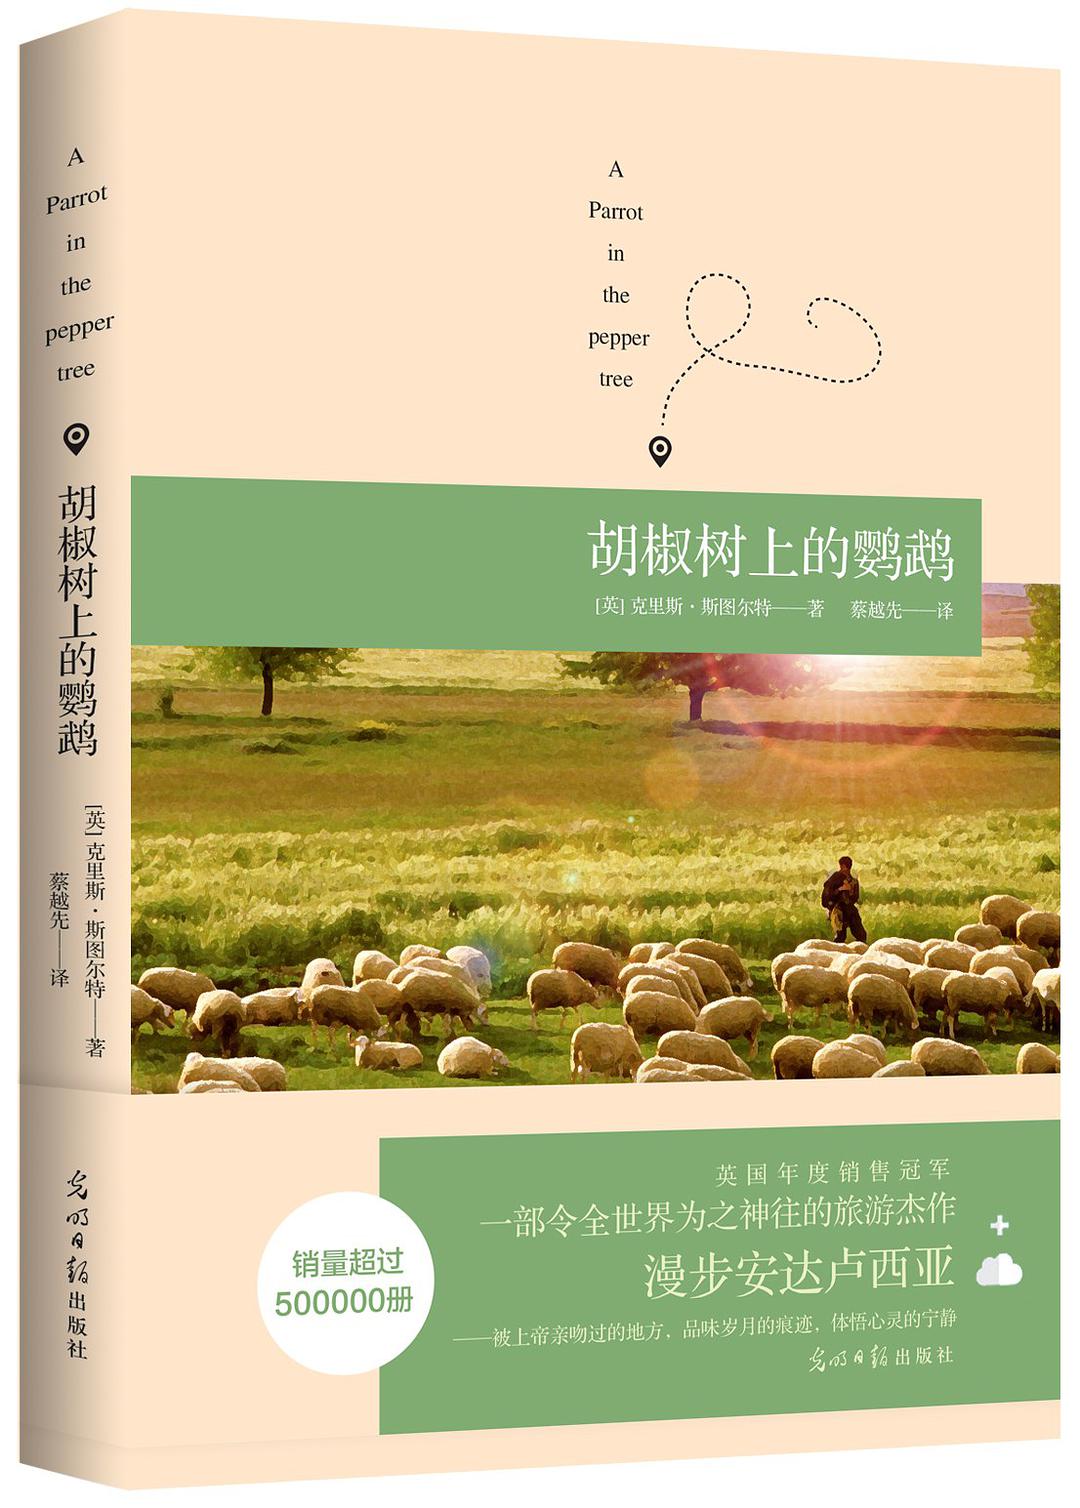 A
Parrot
in
the
pepper
tree
胡椒树上的鹦鹉
[英] 克里斯·斯图尔特——著
蔡越先——译
光明日报出版社
A
Parrot
in
the
pepper
tree
胡椒树上的鹦鹉
[英] 克里斯·斯图尔特——著 蔡越先——译
英国年度销售冠军
一部令全世界为之神往的旅游杰作
漫步安达卢西亚
——被上帝亲吻过的地方，品味岁月的痕迹，体悟心灵的宁静
光明日报出版社
销量超过
500000册